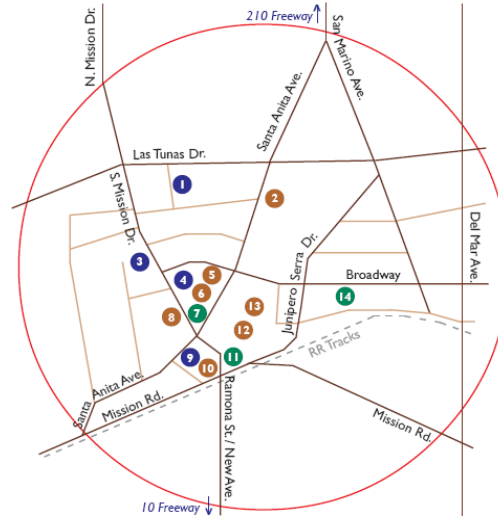 210 Freeway
N. Mission Dr.
San Marino Ave.
Santa Anita Ave.
Las Tunas Dr.
1
2
S. Mission Dr.
Del Mar Ave.
3
4
5
6
7
8
Junipero Serra Dr.
Broadway
14
13
12
RR Tracks
9
10
11
Santa Anita Ave.
Mission Rd.
Ramona St. / New Ave.
Mission Rd.
10 Freeway